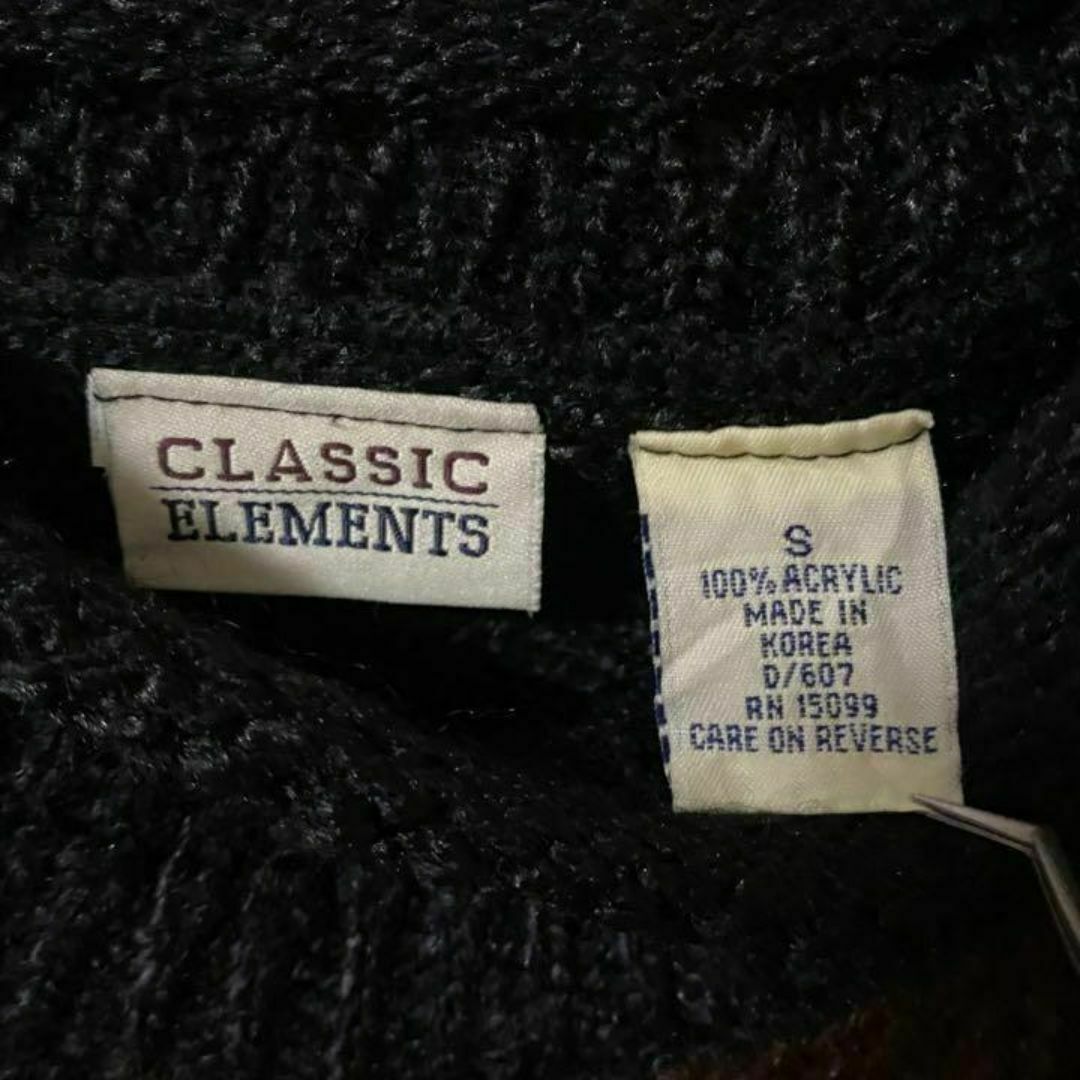 CLASSIC
ELEMENTS
S
100% ACRYLIC
MADE IN
KOREA
D/607
RN 15099
CARE ON REVERSE